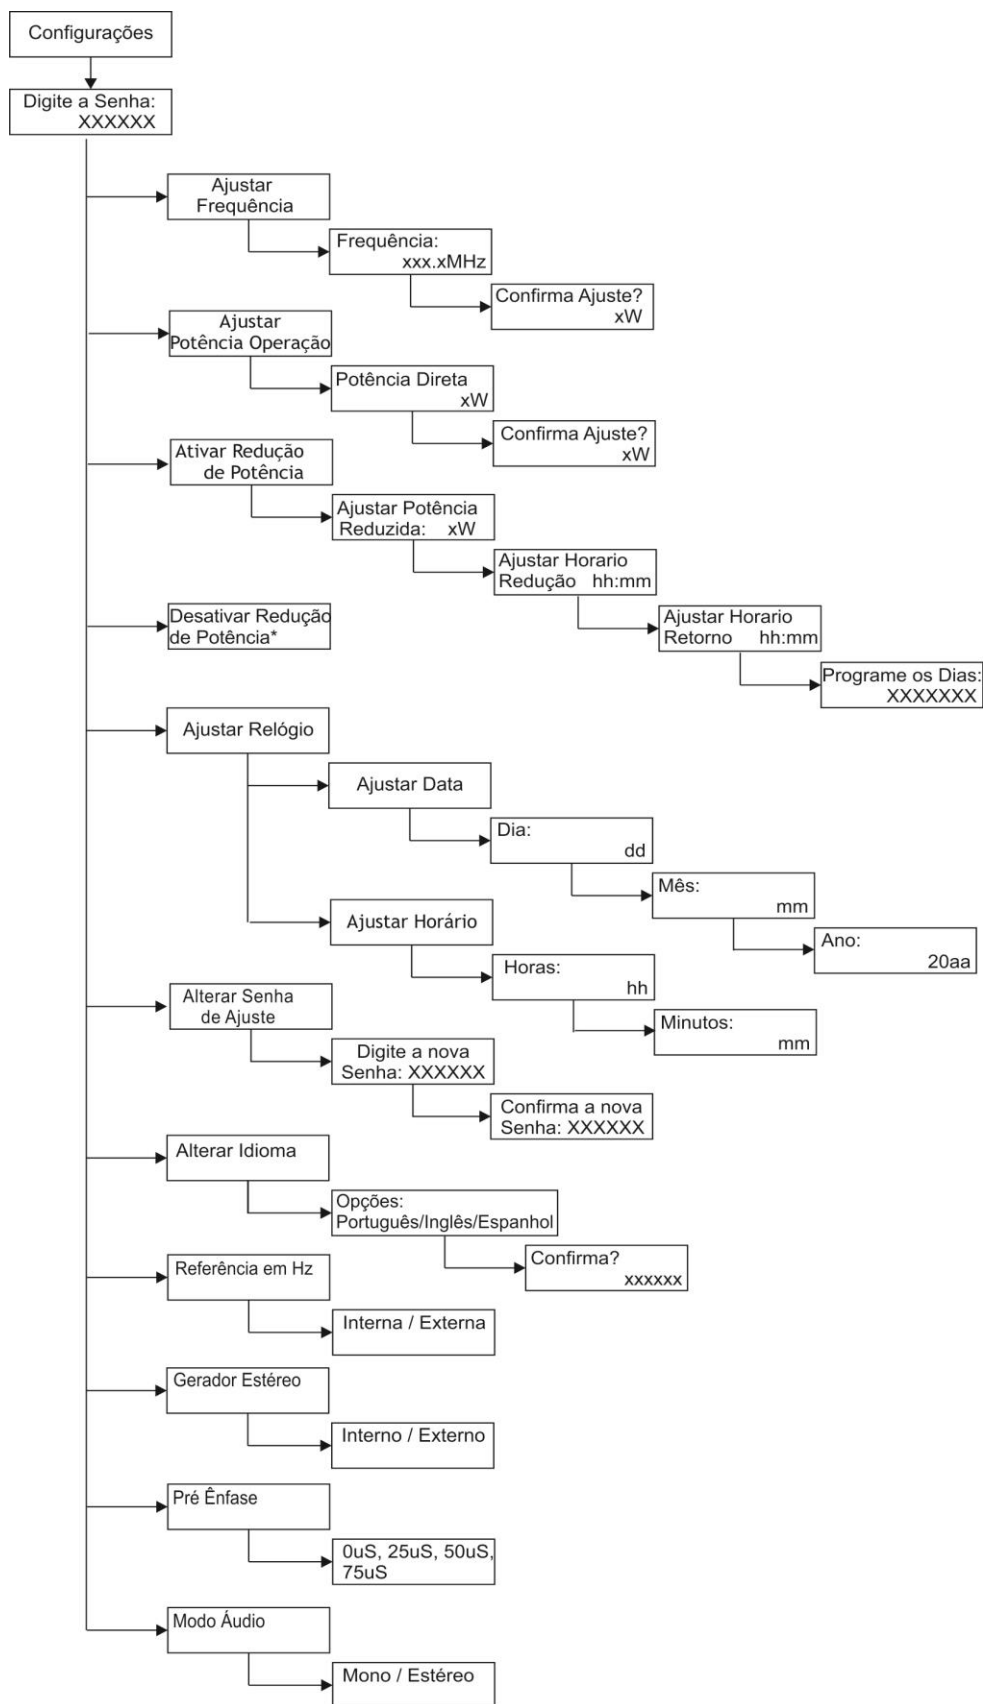 Configurações
Digite a Senha:
XXXXXX
Ajustar
Frequência
Frequência:
xxx.xMHz
Confirma Ajuste?
xW
Ajustar
Potência Operação
Potência Direta
xW
Confirma Ajuste?
xW
Ativar Redução
de Potência
Ajustar Potência
Reduzida: xW
Ajustar Horario
Redução hh:mm
Ajustar Horario
Retorno hh:mm
Programe os Dias:
XXXXXXX
Desativar Redução
de Potência*
Ajustar Relógio
Ajustar Data
Dia:
dd
Mês:
mm
Ano:
20aa
Ajustar Horário
Horas:
hh
Minutos:
mm
Alterar Senha
de Ajuste
Digite a nova
Senha: XXXXXX
Confirma a nova
Senha: XXXXXX
Alterar Idioma
Opções:
Português/Inglês/Espanhol
Confirma?
xxxxxx
Referência em Hz
Interna / Externa
Gerador Estéreo
Interno / Externo
Pré Ênfase
0uS, 25uS, 50uS,
75uS
Modo Áudio
Mono / Estéreo